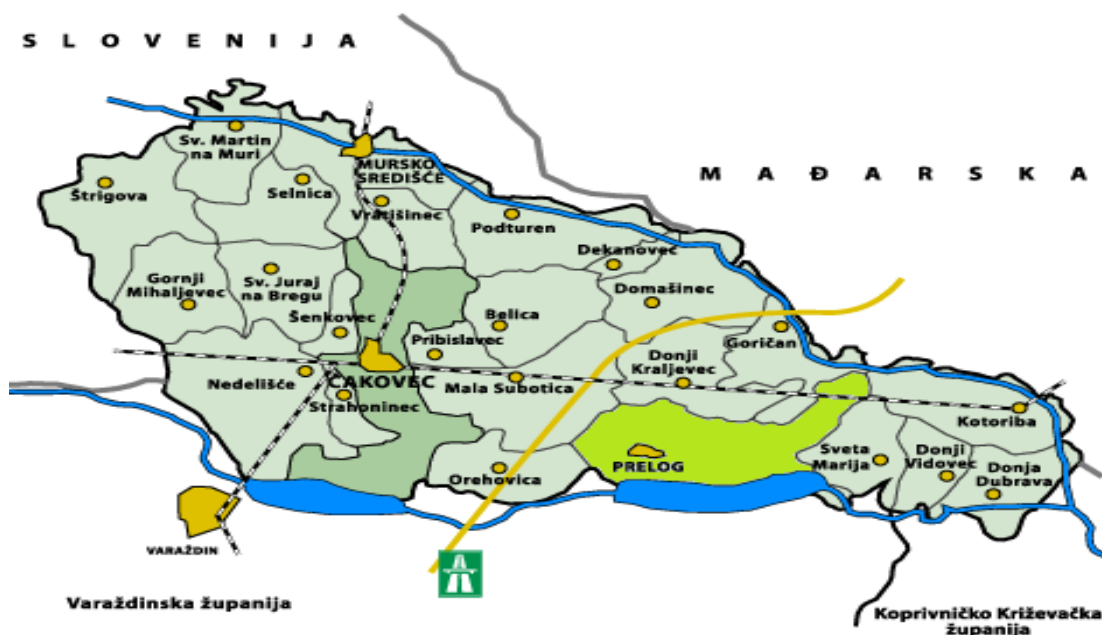 SLOVENIJA
MAĐARSKA
Sv. Martin
na Muri
MURSKO
SREDIŠĆE
Štrigova
Selnica
Vratišinec
Podturen
Dekanovec
Gornji
Mihaljevec
Sv. Juraj
na Bregu
Domašinec
Šenkovec
Belica
Pribislavec
Goričan
Donji
Kraljevec
Nedelišće
ČAKOVEC
Mala Subotica
Strahoninec
Kotoriba
PRELOG
Sveta
Marija
Donji
Vidovec
Donja
Dubrava
Orehovica
VARAŽDIN
Varaždinska županija
Koprivničko Križevačka
županija